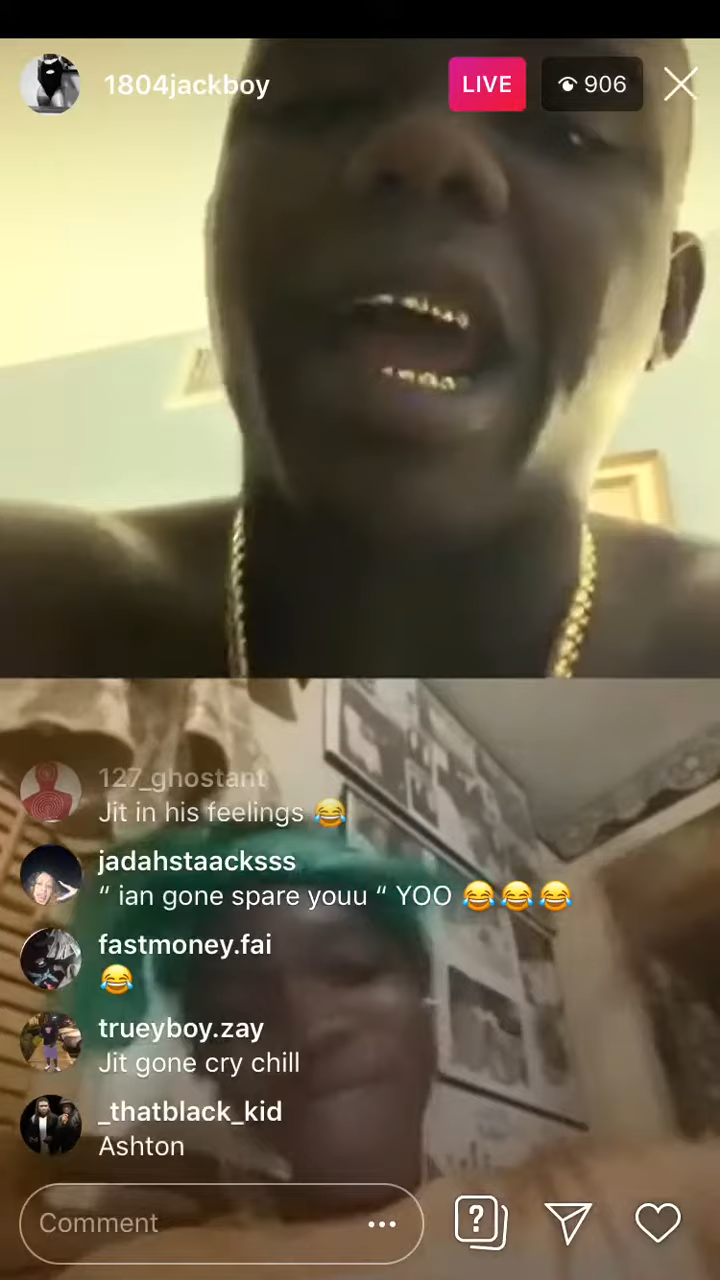 1804jackboy
LIVE
906
127_ghostant
Jit in his feelings 😂
jadahstaacksss
“ ian gone spare youu “ YOO 😂😂😂
fastmoney.fai
😂
trueyboy.zay
Jit gone cry chill
_thatblack_kid
Ashton
Comment